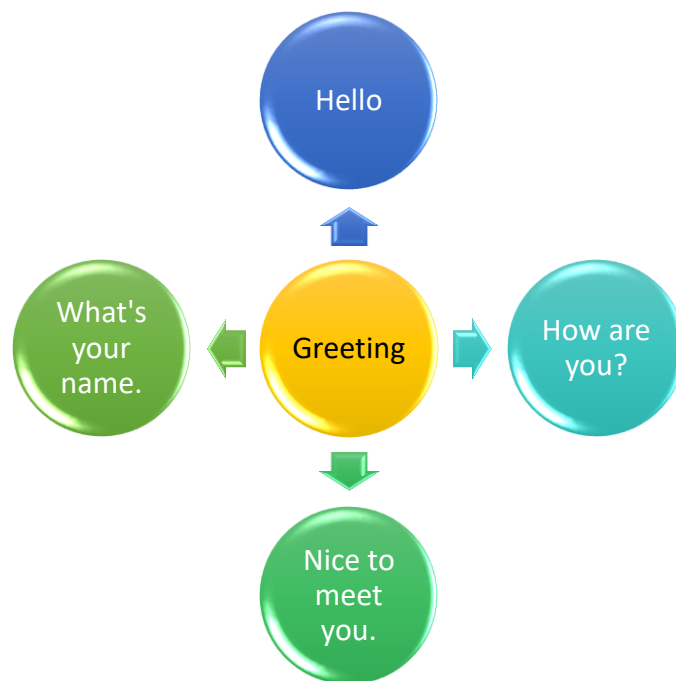 Hello
What's
your
name.
Greeting
How are
you?
Nice to
meet
you.